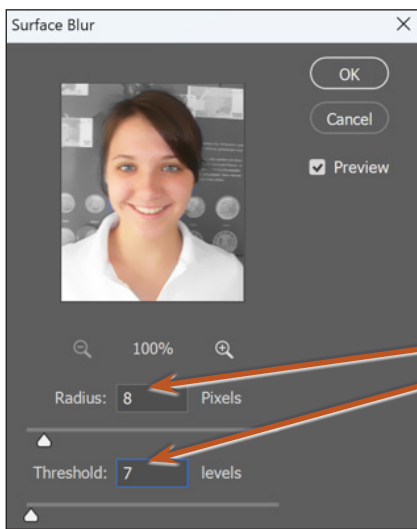 Surface Blur
OK
Cancel
Preview
100%
Radius: 8 Pixels
Threshold: 7 levels